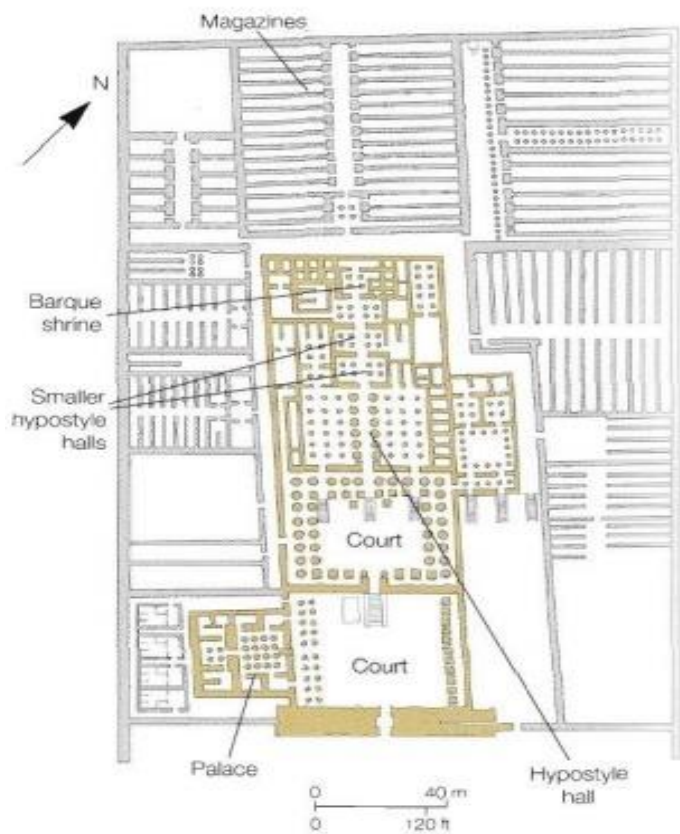 Magazines
N
Barque
shrine
Smaller
hypostyle
halls
Court
Court
Palace
Hypostyle
hall
0 40 m
0 120 ft